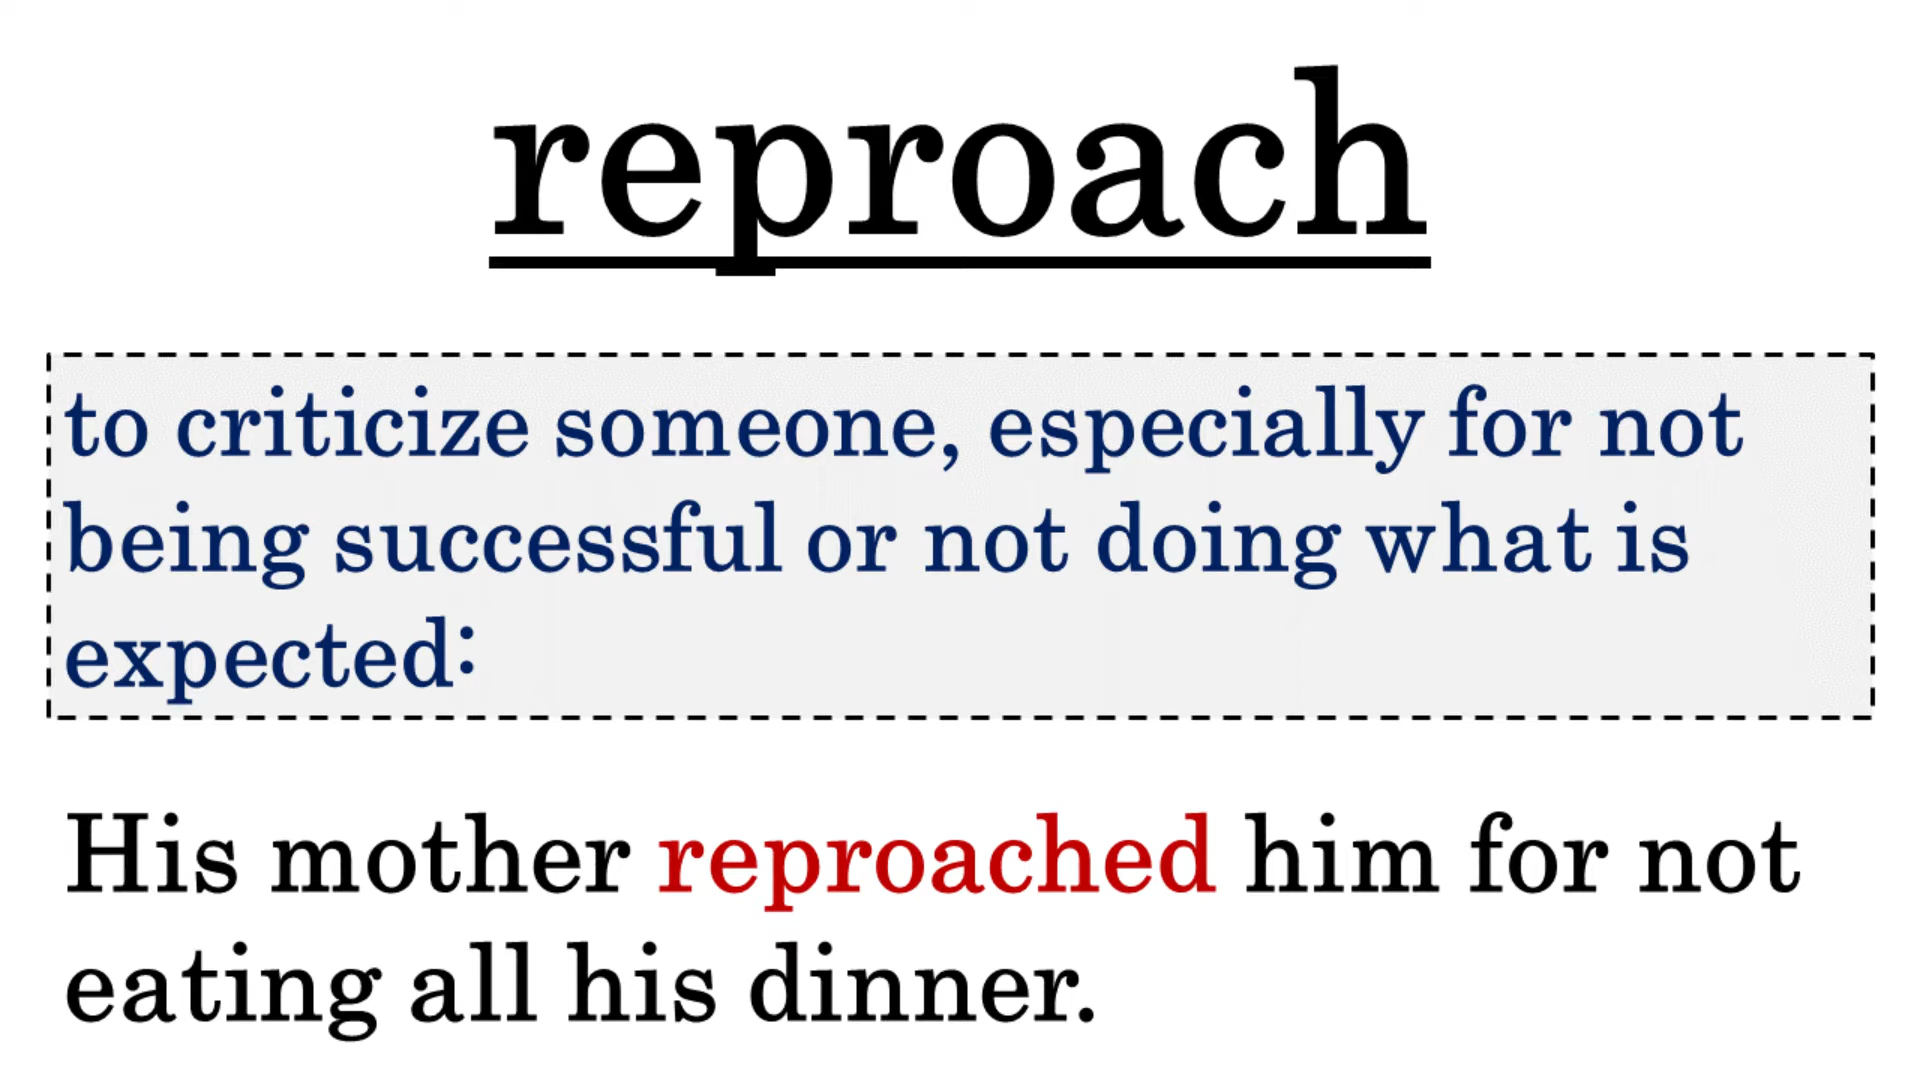 reproach
to criticize someone, especially for not
being successful or not doing what is
expected:
His mother reproached him for not
eating all his dinner.